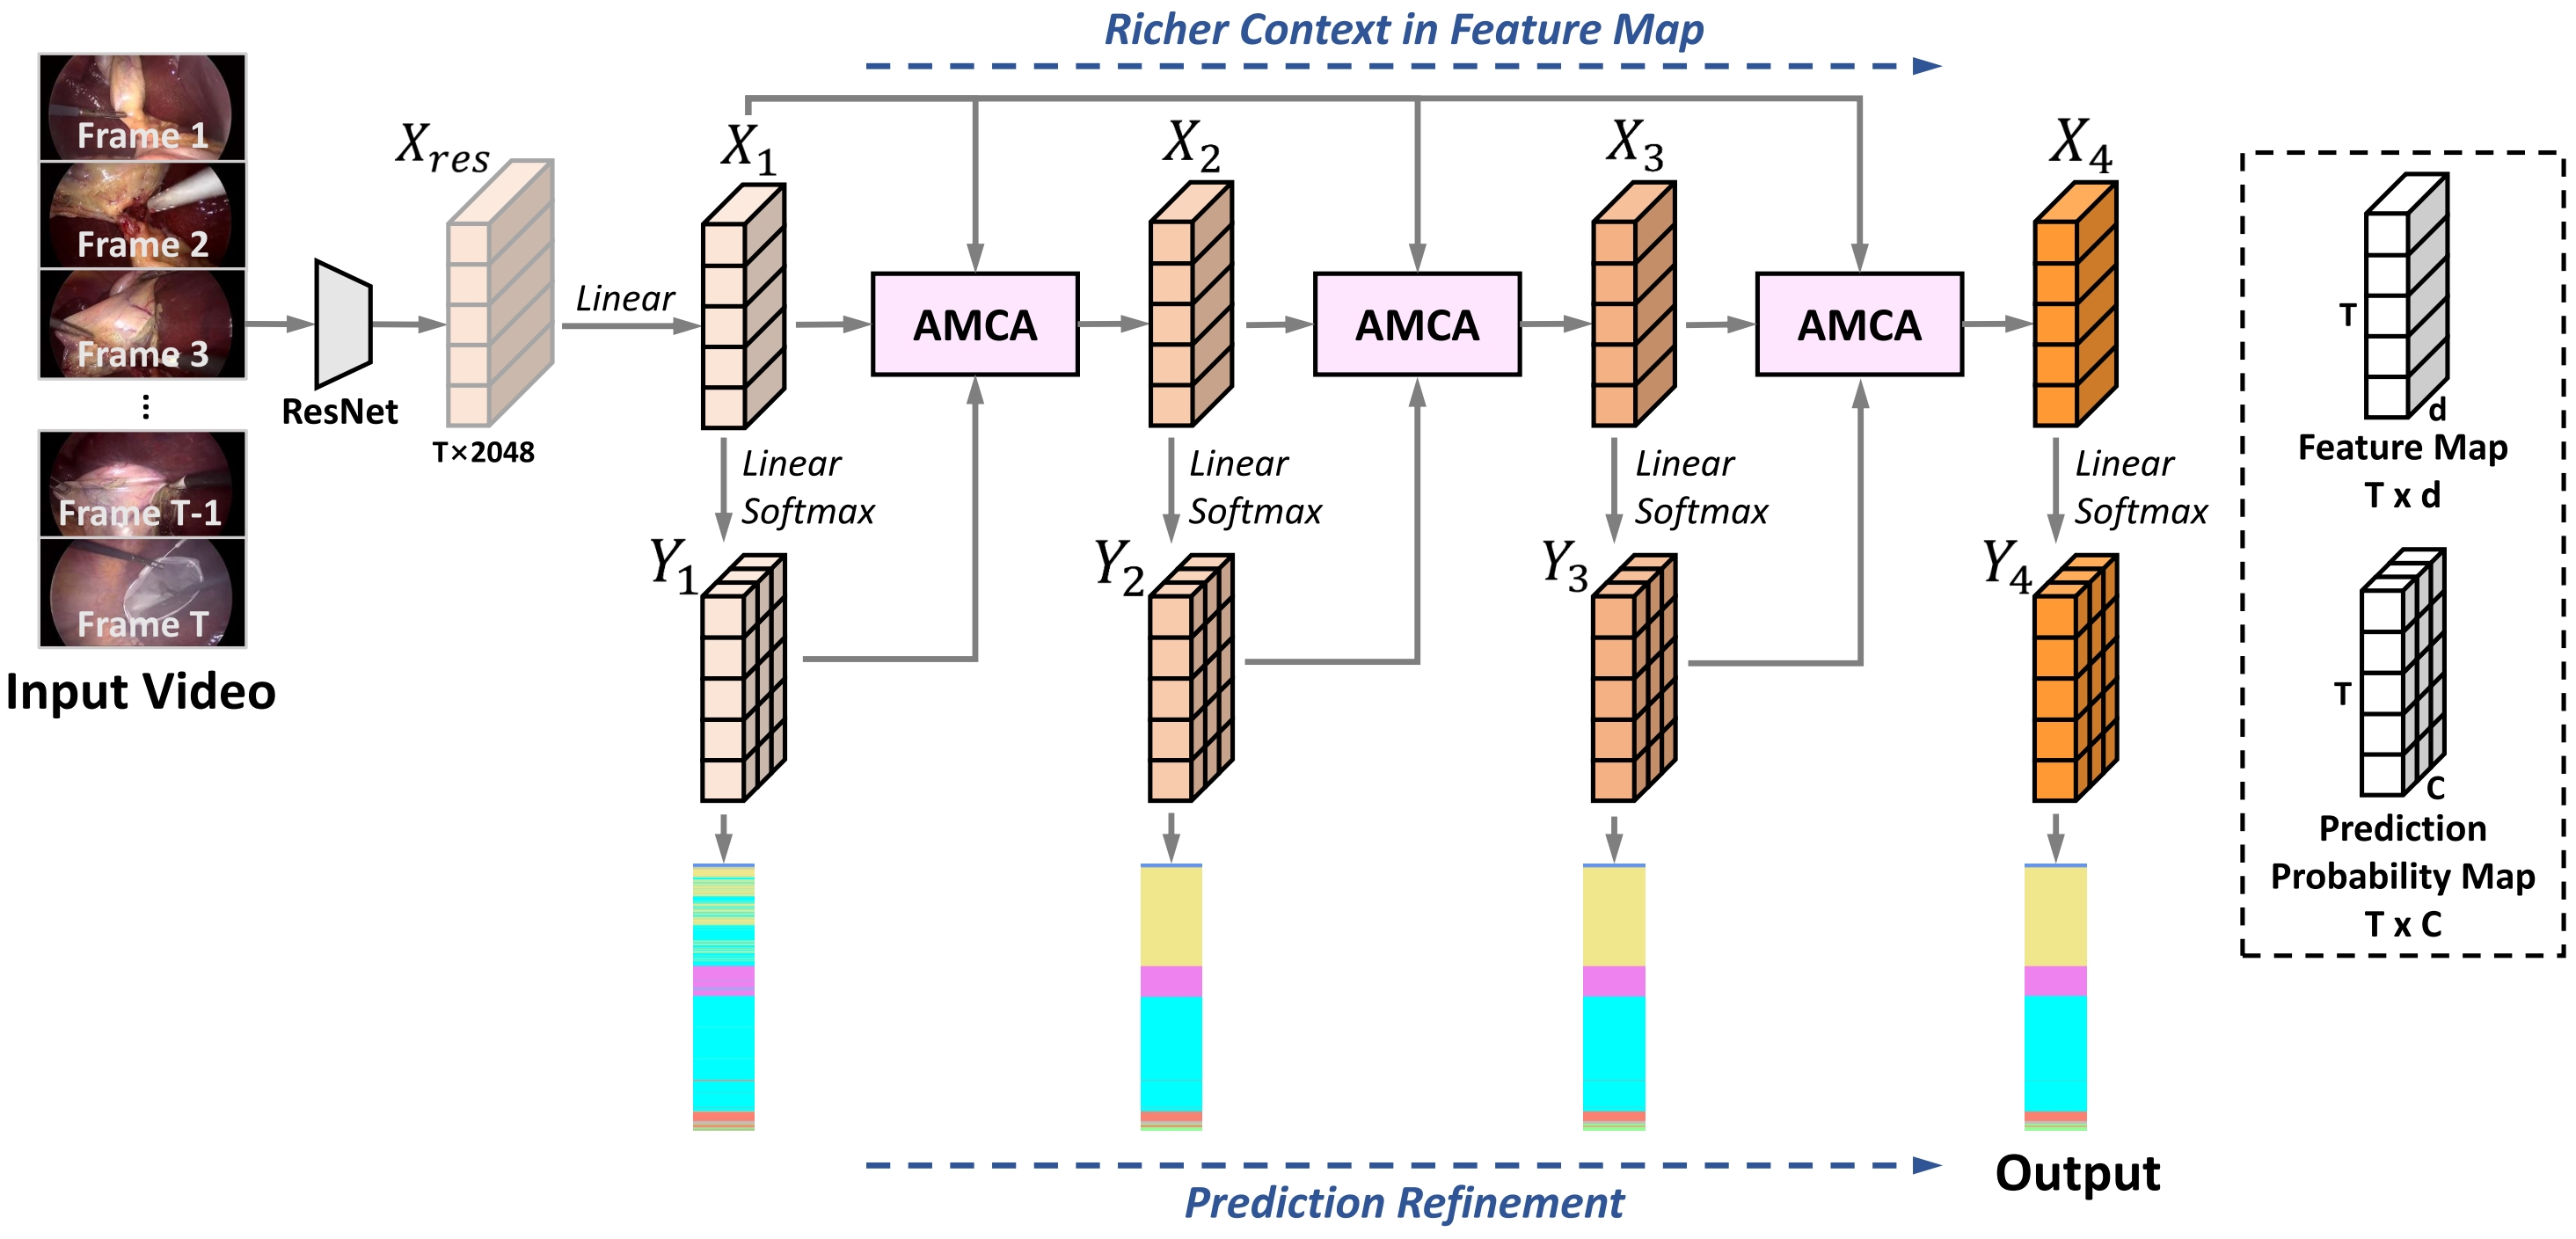 Richer Context in Feature Map
Frame 1
Frame 2
Frame 3
⋮
Frame T-1
Frame T
Input Video
ResNet
X_res
T×2048
Linear
X_1
X_2
X_3
X_4
AMCA
AMCA
AMCA
Linear
Softmax
Linear
Softmax
Linear
Softmax
Linear
Softmax
Y_1
Y_2
Y_3
Y_4
T
d
Feature Map
T x d
T
C
Prediction
Probability Map
T x C
Output
Prediction Refinement